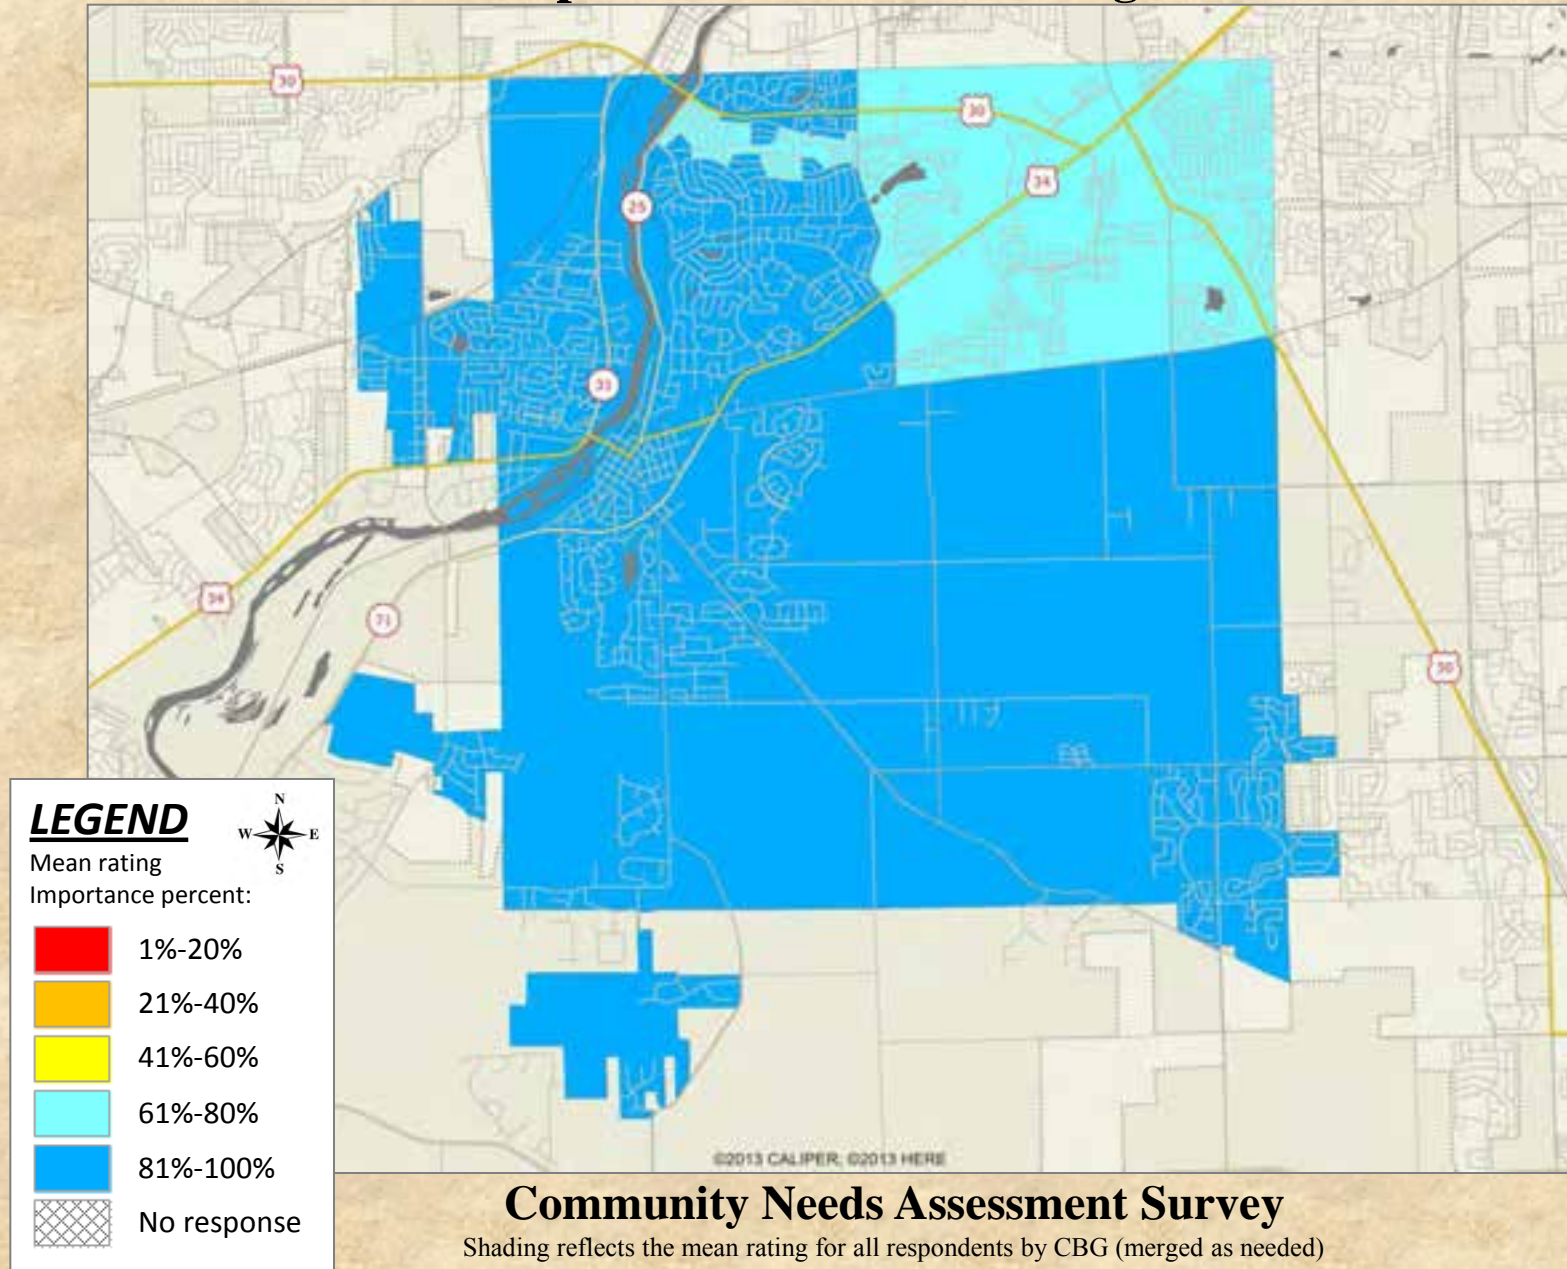 30
30
34
25
31
34
71
30
©2013 CALIPER, ©2013 HERE
LEGEND
N
W E
S
Mean rating
Importance percent:
1%-20%
21%-40%
41%-60%
61%-80%
81%-100%
No response
Community Needs Assessment Survey
Shading reflects the mean rating for all respondents by CBG (merged as needed)